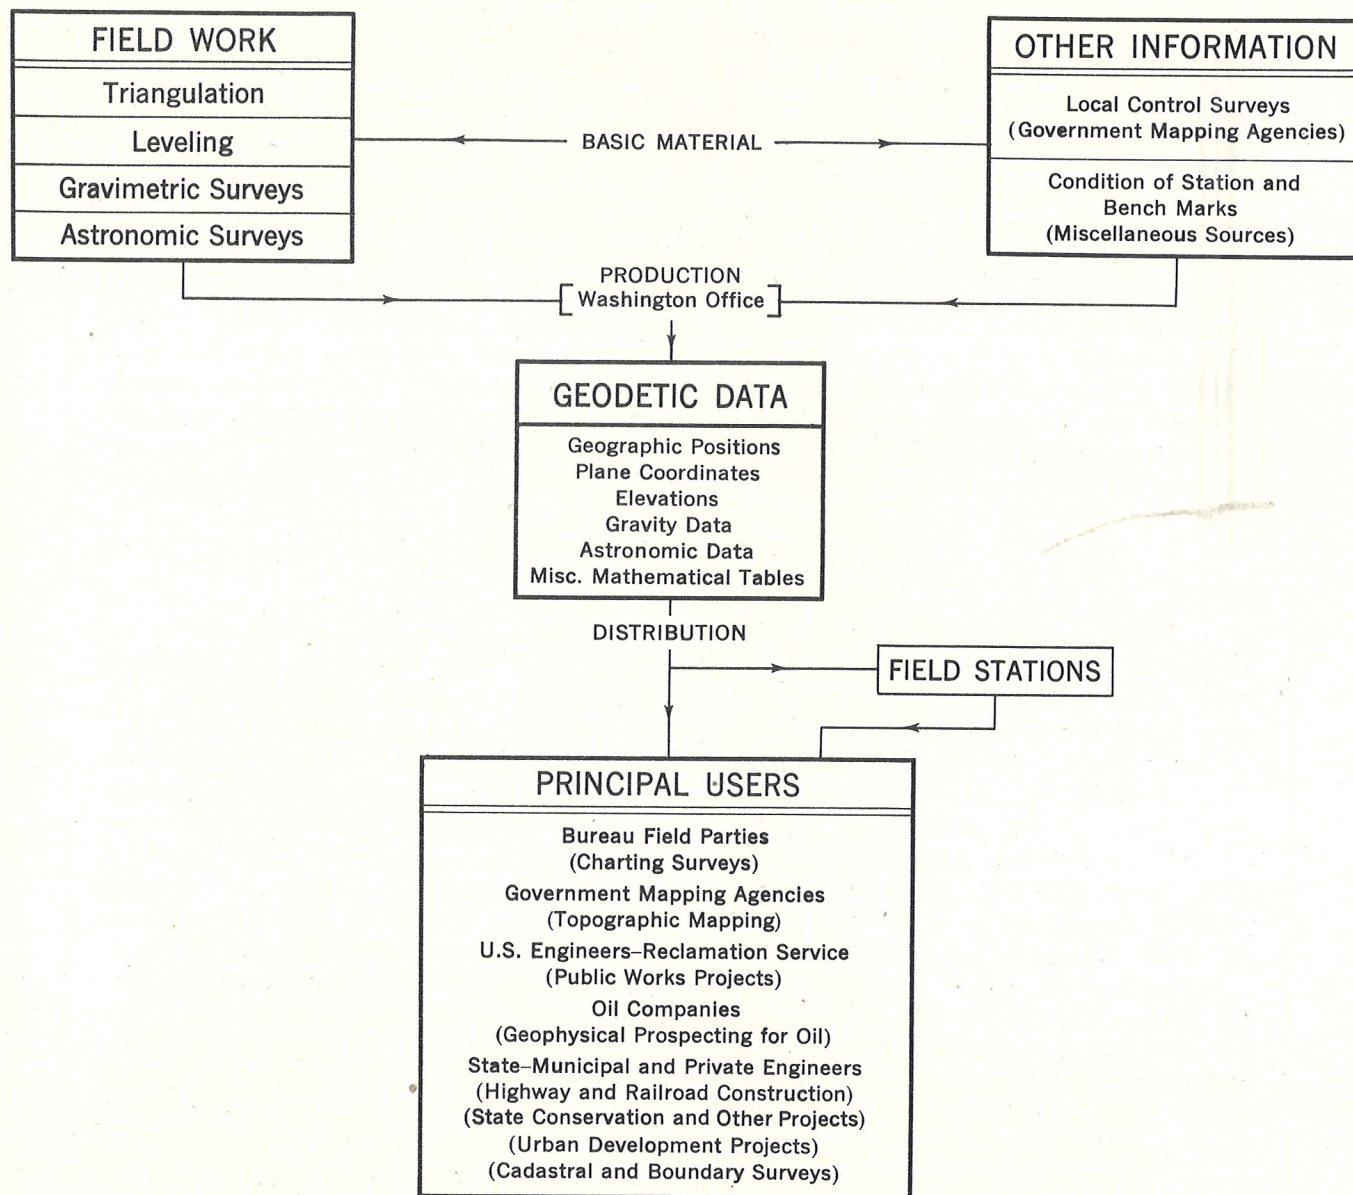 FIELD WORK
Triangulation
Leveling
Gravimetric Surveys
Astronomic Surveys
BASIC MATERIAL
OTHER INFORMATION
Local Control Surveys
(Government Mapping Agencies)
Condition of Station and
Bench Marks
(Miscellaneous Sources)
PRODUCTION
[Washington Office]
GEODETIC DATA
Geographic Positions
Plane Coordinates
Elevations
Gravity Data
Astronomic Data
Misc. Mathematical Tables
DISTRIBUTION
FIELD STATIONS
PRINCIPAL USERS
Bureau Field Parties
(Charting Surveys)
Government Mapping Agencies
(Topographic Mapping)
U.S. Engineers–Reclamation Service
(Public Works Projects)
Oil Companies
(Geophysical Prospecting for Oil)
State–Municipal and Private Engineers
(Highway and Railroad Construction)
(State Conservation and Other Projects)
(Urban Development Projects)
(Cadastral and Boundary Surveys)